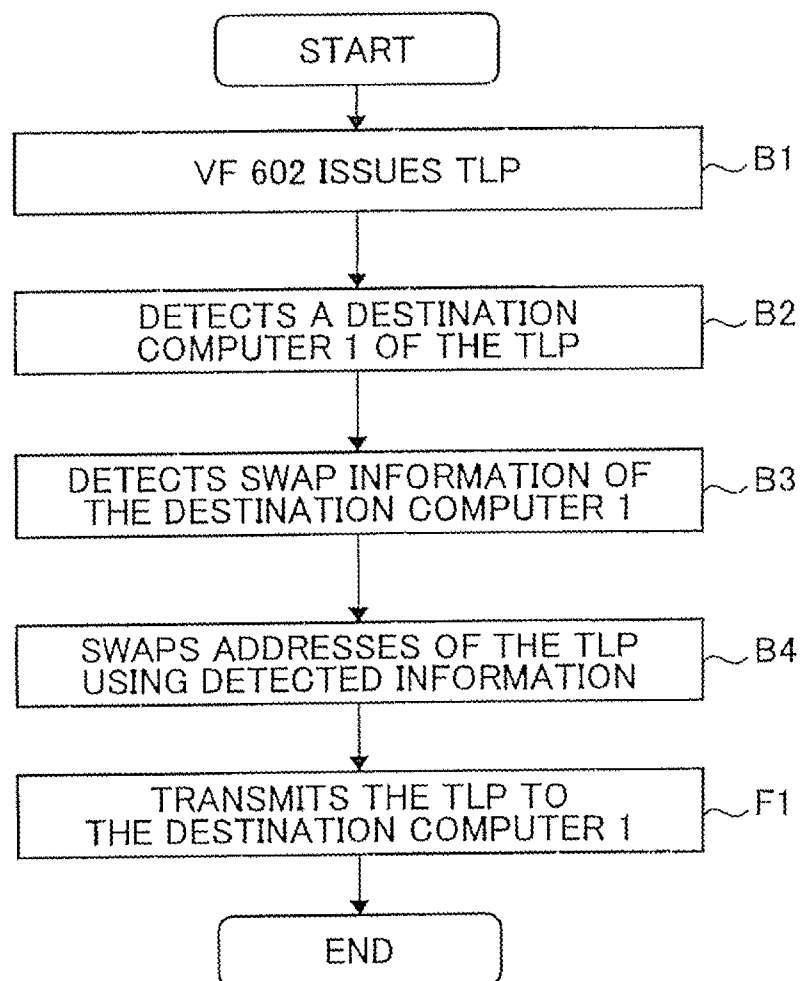 START
VF 602 ISSUES TLP
B1
DETECTS A DESTINATION
COMPUTER 1 OF THE TLP
B2
DETECTS SWAP INFORMATION OF
THE DESTINATION COMPUTER 1
B3
SWAPS ADDRESSES OF THE TLP
USING DETECTED INFORMATION
B4
TRANSMITS THE TLP TO
THE DESTINATION COMPUTER 1
F1
END